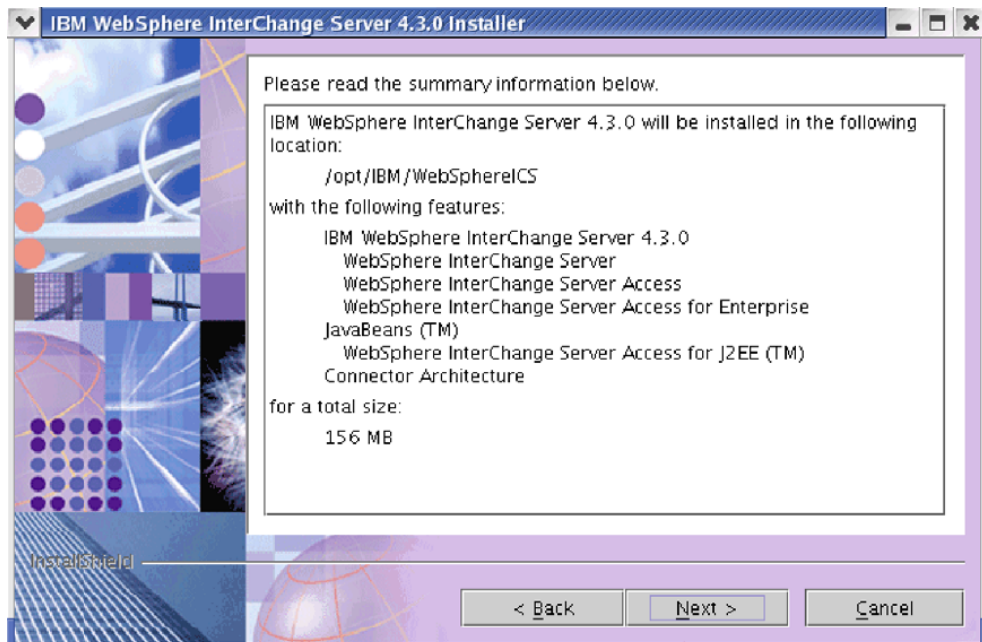 IBM WebSphere InterChange Server 4.3.0 Installer
Please read the summary information below.
IBM WebSphere InterChange Server 4.3.0 will be installed in the following
location:
/opt/IBM/WebSphereICS
with the following features:
IBM WebSphere InterChange Server 4.3.0
WebSphere InterChange Server
WebSphere InterChange Server Access
WebSphere InterChange Server Access for Enterprise
JavaBeans (TM)
WebSphere InterChange Server Access for J2EE (TM)
Connector Architecture
for a total size:
156 MB
InstallShield
< Back
Next >
Cancel